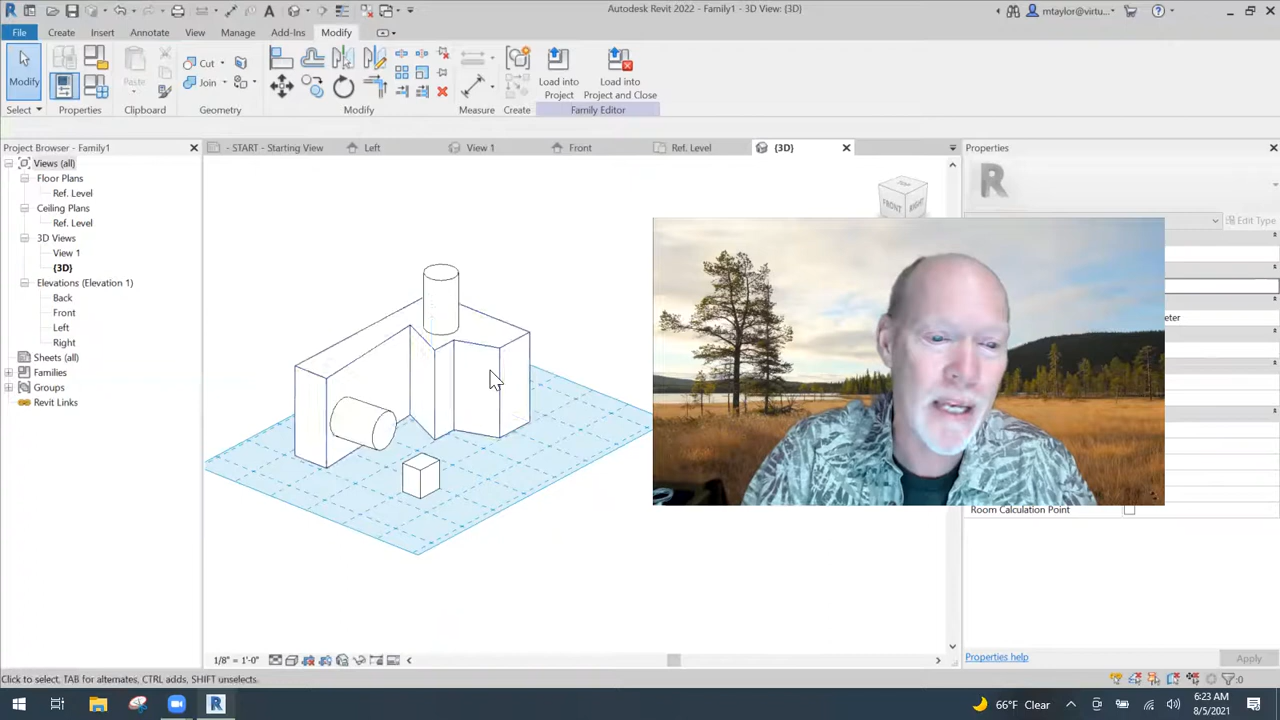 Autodesk Revit 2022 - Family1 - 3D View: {3D}
mtaylor@virtu...
File Create Insert Annotate View Manage Add-Ins Modify
Modify
Paste
Cut
Join
Load into
Project
Load into
Project and Close
Select Properties Clipboard Geometry Modify Measure Create Family Editor
Project Browser - Family1
- START - Starting View
Left
View 1
Front
Ref. Level
{3D}
Properties
Views (all)
Floor Plans
Ref. Level
Ceiling Plans
Ref. Level
3D Views
View 1
{3D}
Elevations (Elevation 1)
Back
Front
Left
Right
Sheets (all)
Families
Groups
Revit Links
TOP
FRONT
RIGHT
R
Edit Type
eter
Room Calculation Point
1/8" = 1'-0"
Properties help
Apply
Click to select, TAB for alternates, CTRL adds, SHIFT unselects.
:0
66°F Clear
6:23 AM
8/5/2021